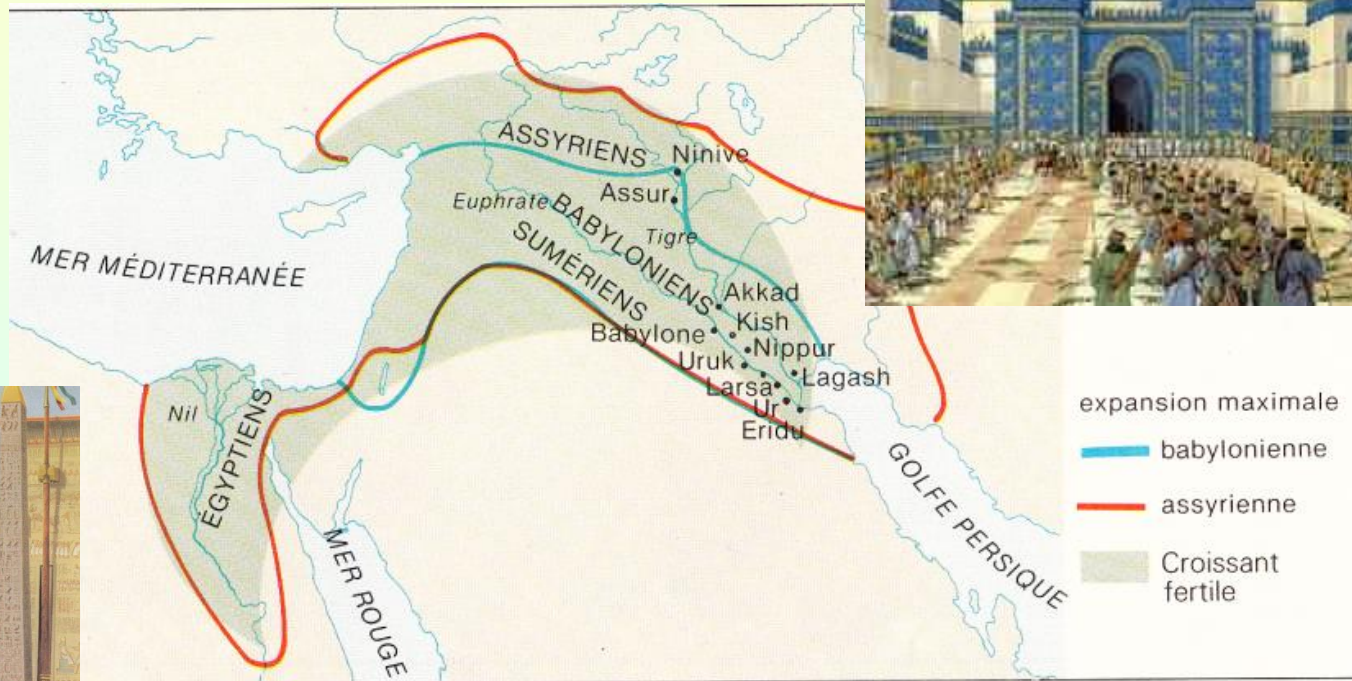 ASSYRIENS
Ninive
Assur
Euphrate
BABYLONIENS
Tigre
SUMÉRIENS
MER MÉDITERRANÉE
Akkad
Kish
Babylone
Nippur
Uruk
Lagash
Larsa
Ur
Eridu
Nil
ÉGYPTIENS
MER ROUGE
GOLFE PERSIQUE
expansion maximale
babylonienne
assyrienne
Croissant
fertile